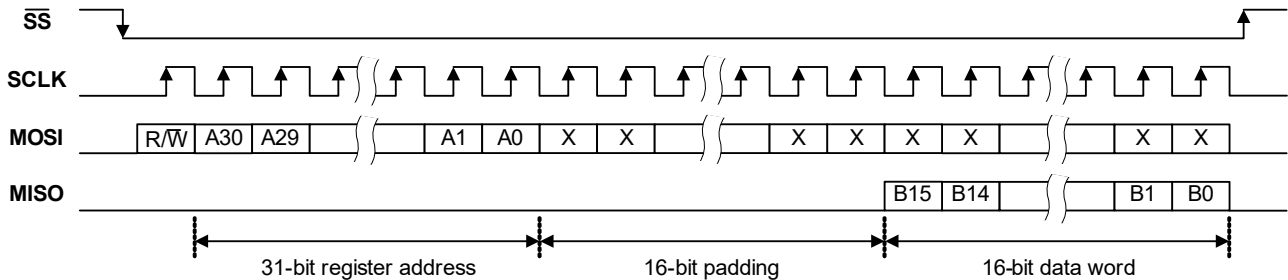 SS
SCLK
MOSI R/W A30 A29 A1 A0 X X X X X X X X
MISO B15 B14 B1 B0
31-bit register address 16-bit padding 16-bit data word